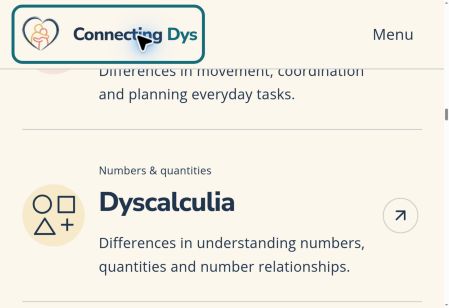 Connecting Dys
Menu
Differences in movement, coordination
and planning everyday tasks.
Numbers & quantities
Dyscalculia
Differences in understanding numbers,
quantities and number relationships.